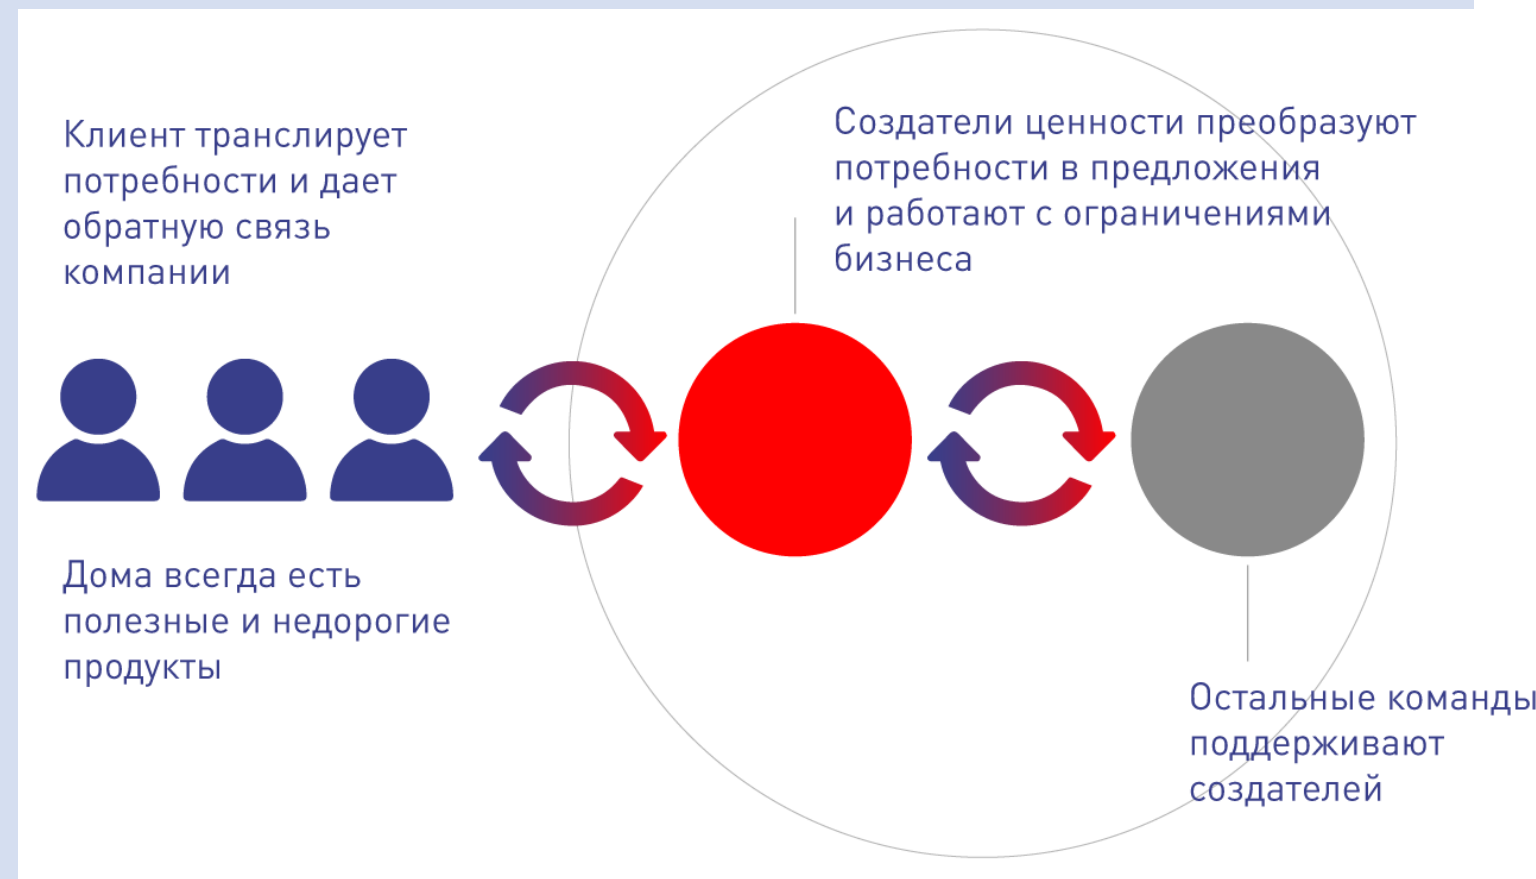 Клиент транслирует
потребности и дает
обратную связь
компании
Создатели ценности преобразуют
потребности в предложения
и работают с ограничениями
бизнеса
Дома всегда есть
полезные и недорогие
продукты
Остальные команды
поддерживают
создателей